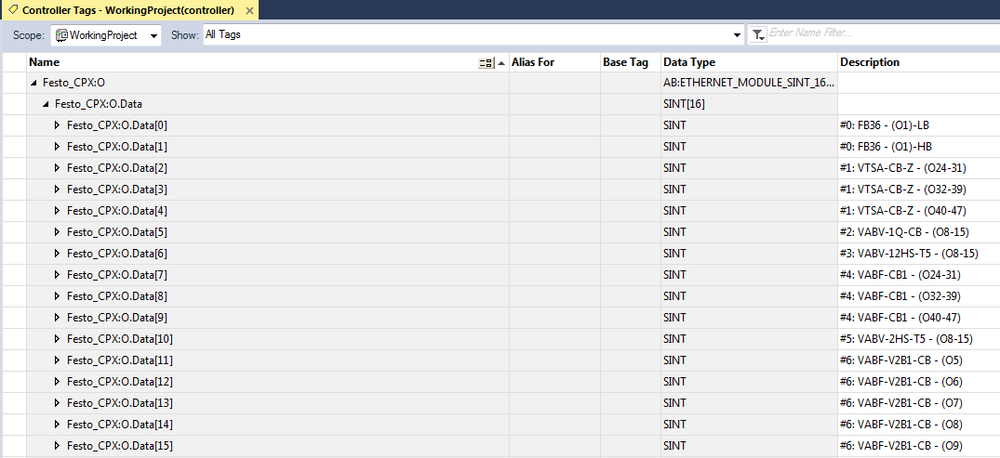 Controller Tags - WorkingProject(controller)
Scope: WorkingProject Show: All Tags Enter Name Filter...
Name Alias For Base Tag Data Type Description
Festo_CPX:O AB:ETHERNET_MODULE_SINT_16...
Festo_CPX:O.Data SINT[16]
Festo_CPX:O.Data[0] SINT #0: FB36 - (O1)-LB
Festo_CPX:O.Data[1] SINT #0: FB36 - (O1)-HB
Festo_CPX:O.Data[2] SINT #1: VTSA-CB-Z - (O24-31)
Festo_CPX:O.Data[3] SINT #1: VTSA-CB-Z - (O32-39)
Festo_CPX:O.Data[4] SINT #1: VTSA-CB-Z - (O40-47)
Festo_CPX:O.Data[5] SINT #2: VABV-1Q-CB - (O8-15)
Festo_CPX:O.Data[6] SINT #3: VABV-12HS-T5 - (O8-15)
Festo_CPX:O.Data[7] SINT #4: VABF-CB1 - (O24-31)
Festo_CPX:O.Data[8] SINT #4: VABF-CB1 - (O32-39)
Festo_CPX:O.Data[9] SINT #4: VABF-CB1 - (O40-47)
Festo_CPX:O.Data[10] SINT #5: VABV-2HS-T5 - (O8-15)
Festo_CPX:O.Data[11] SINT #6: VABF-V2B1-CB - (O5)
Festo_CPX:O.Data[12] SINT #6: VABF-V2B1-CB - (O6)
Festo_CPX:O.Data[13] SINT #6: VABF-V2B1-CB - (O7)
Festo_CPX:O.Data[14] SINT #6: VABF-V2B1-CB - (O8)
Festo_CPX:O.Data[15] SINT #6: VABF-V2B1-CB - (O9)